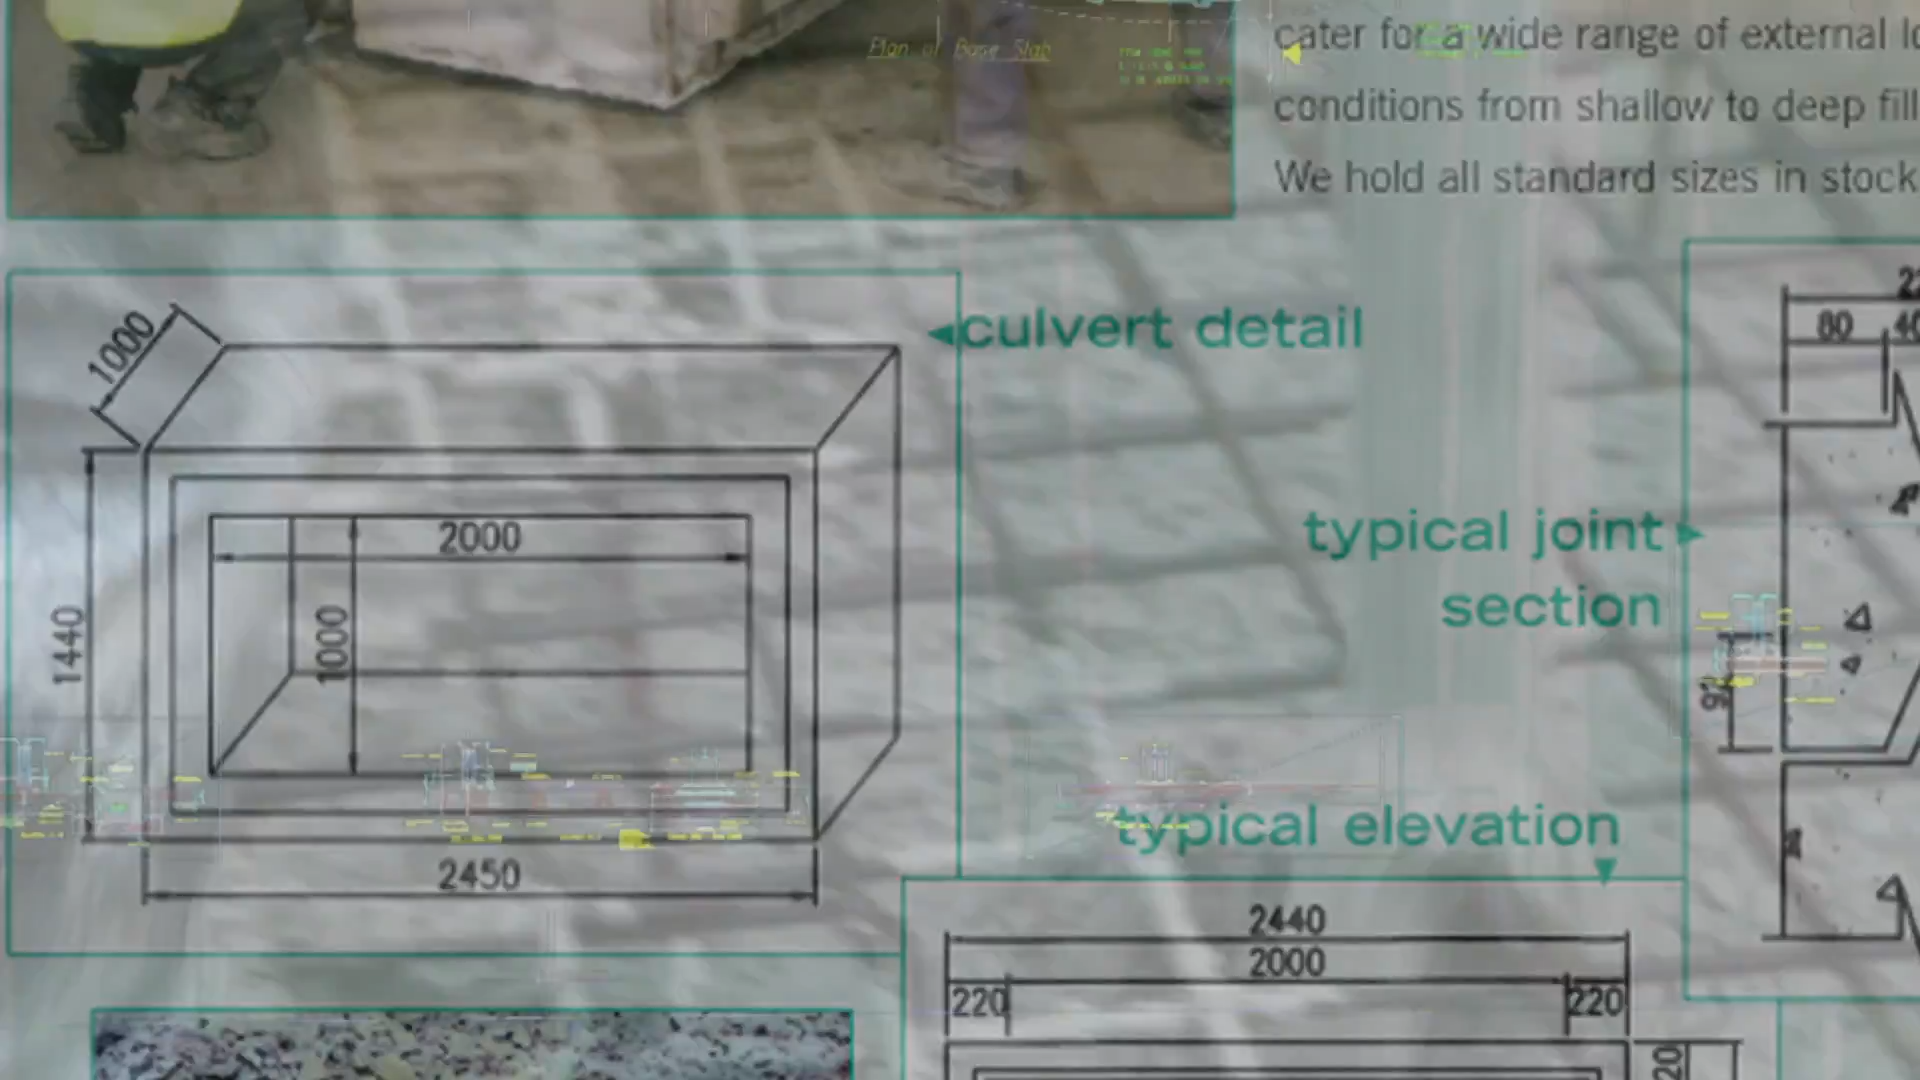 Plan of Base Slab
cater for a wide range of external
conditions from shallow to deep fill
We hold all standard sizes in stock
culvert detail
1000
2000
1000
1440
2450
80
typical joint
section
typical elevation
2440
2000
220
220